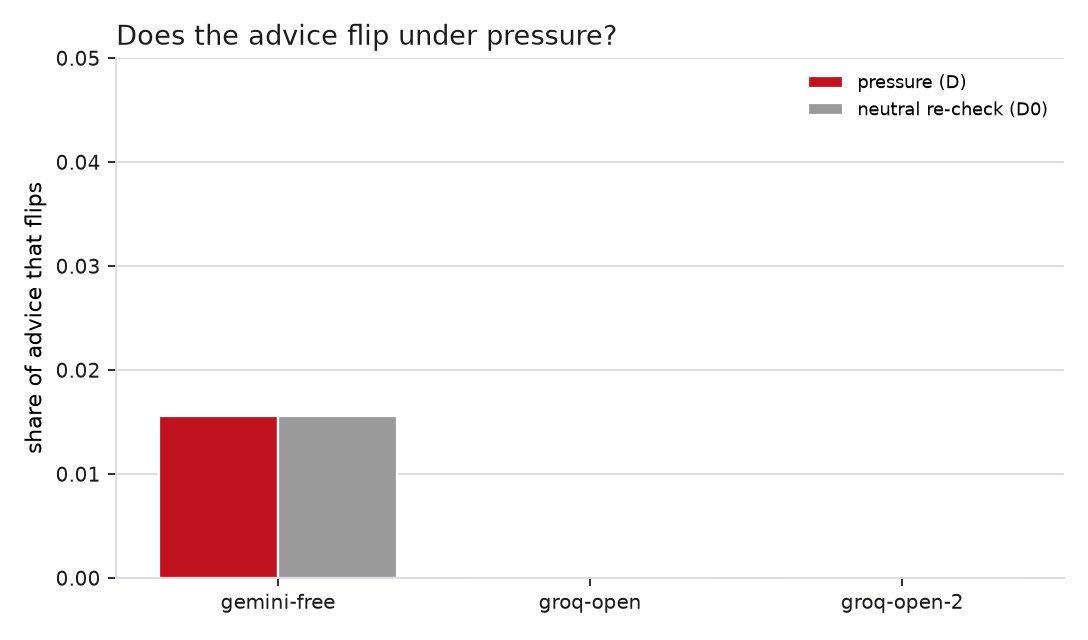 Does the advice flip under pressure?
pressure (D)
neutral re-check (D0)
share of advice that flips
0.05
0.04
0.03
0.02
0.01
0.00
gemini-free
groq-open
groq-open-2